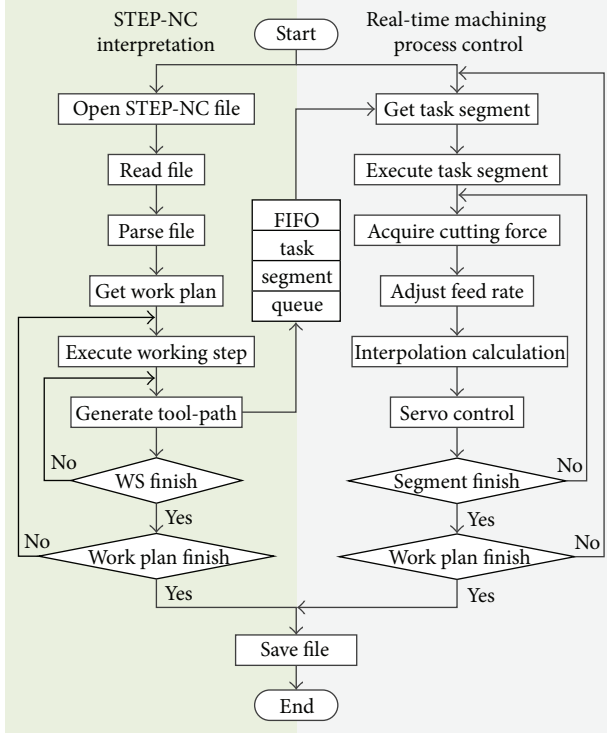 STEP-NC
interpretation
Start
Real-time machining
process control
Open STEP-NC file
Read file
Parse file
Get work plan
Execute working step
Generate tool-path
No
WS finish
Yes
No
Work plan finish
Yes
FIFO
task
segment
queue
Get task segment
Execute task segment
Acquire cutting force
Adjust feed rate
Interpolation calculation
Servo control
No
Segment finish
Yes
No
Work plan finish
Yes
Save file
End